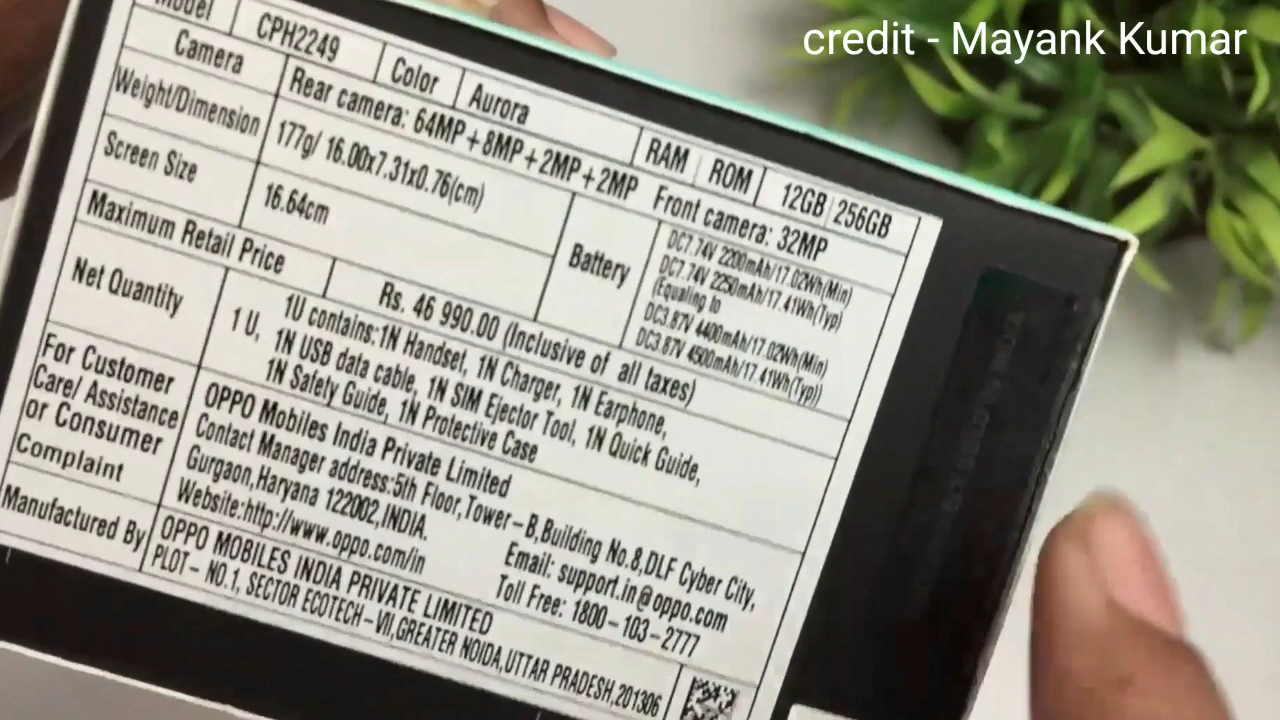 credit - Mayank Kumar
Model CPH2249 Color Aurora RAM ROM 12GB 256GB
Camera Rear camera: 64MP+8MP+2MP+2MP Front camera: 32MP
Weight/Dimension 177g/ 16.00x7.31x0.76(cm)
Screen Size 16.64cm
Battery
DC7.74V 2200mAh/17.02Wh(Min)
DC7.74V 2250mAh/17.41Wh(Typ)
(Equaling to
DC3.87V 4400mAh/17.02Wh(Min)
DC3.87V 4500mAh/17.41Wh(Typ))
Maximum Retail Price Rs. 46 990.00 (Inclusive of all taxes)
Net Quantity 1 U, 1U contains:1N Handset, 1N Charger, 1N Earphone,
1N USB data cable, 1N SIM Ejector Tool, 1N Quick Guide,
1N Safety Guide, 1N Protective Case
For Customer
Care/ Assistance
or Consumer
Complaint
OPPO Mobiles India Private Limited
Contact Manager address:5th Floor,Tower-B,Building No.8,DLF Cyber City,
Gurgaon,Haryana 122002,INDIA.
Email: support.in@oppo.com
Website:http://www.oppo.com/in
Toll Free: 1800-103-2777
Manufactured By OPPO MOBILES INDIA PRIVATE LIMITED
PLOT- NO.1, SECTOR ECOTECH-VII,GREATER NOIDA,UTTAR PRADESH,201306